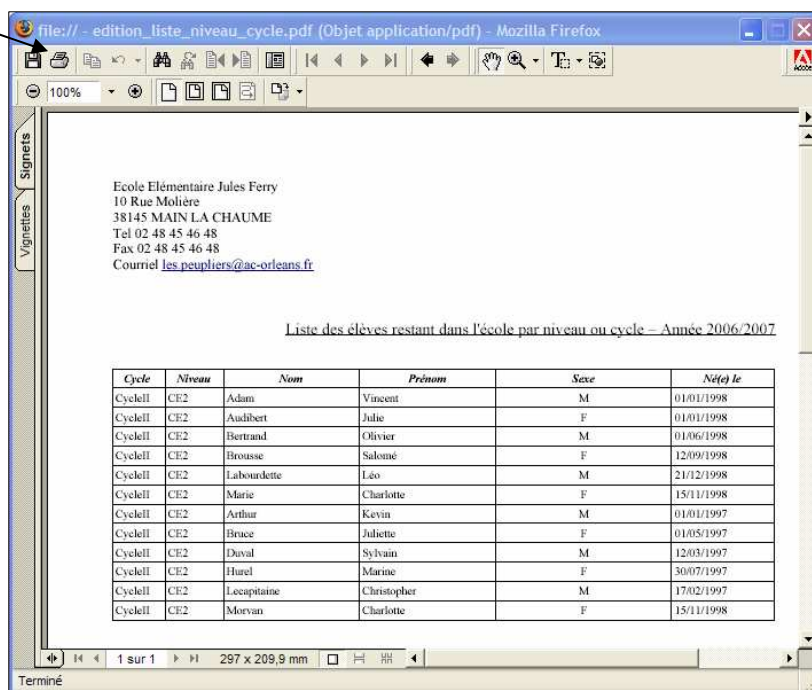 file:// - edition_liste_niveau_cycle.pdf (Objet application/pdf) - Mozilla Firefox
Adobe
100%
Signets
Vignettes
Ecole Elémentaire Jules Ferry
10 Rue Molière
38145 MAIN LA CHAUME
Tel 02 48 45 46 48
Fax 02 48 45 46 48
Courriel les.peupliers@ac-orleans.fr
Liste des élèves restant dans l'école par niveau ou cycle – Année 2006/2007
Cycle Niveau Nom Prénom Sexe Né(e) le
CycleII CE2 Adam Vincent M 01/01/1998
CycleII CE2 Audibert Julie F 01/01/1998
CycleII CE2 Bertrand Olivier M 01/06/1998
CycleII CE2 Brousse Salomé F 12/09/1998
CycleII CE2 Labourdette Léo M 21/12/1998
CycleII CE2 Marie Charlotte F 15/11/1998
CycleII CE2 Arthur Kevin M 01/01/1997
CycleII CE2 Bruce Juliette F 01/05/1997
CycleII CE2 Duval Sylvain M 12/03/1997
CycleII CE2 Hurel Marine F 30/07/1997
CycleII CE2 Lecapitaine Christopher M 17/02/1997
CycleII CE2 Morvan Charlotte F 15/11/1998
1 sur 1 297 x 209,9 mm
Terminé